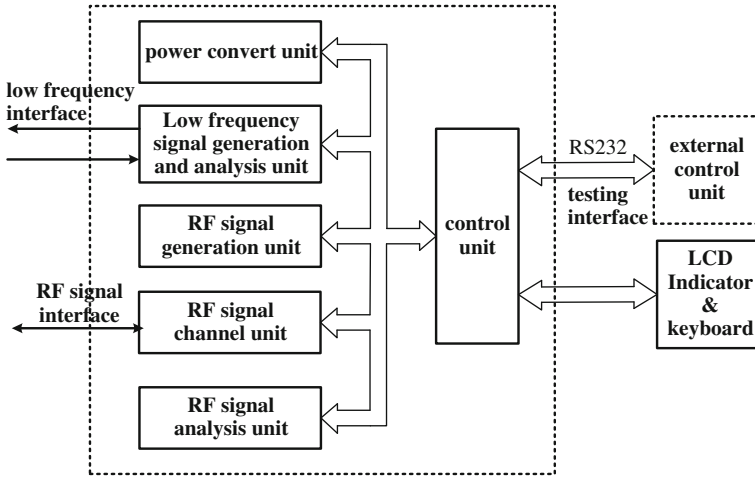 power convert unit
low frequency
interface
Low frequency
signal generation
and analysis unit
RF signal
generation unit
RF signal
interface
RF signal
channel unit
RF signal
analysis unit
control
unit
RS232
testing
interface
external
control
unit
LCD
Indicator
&
keyboard